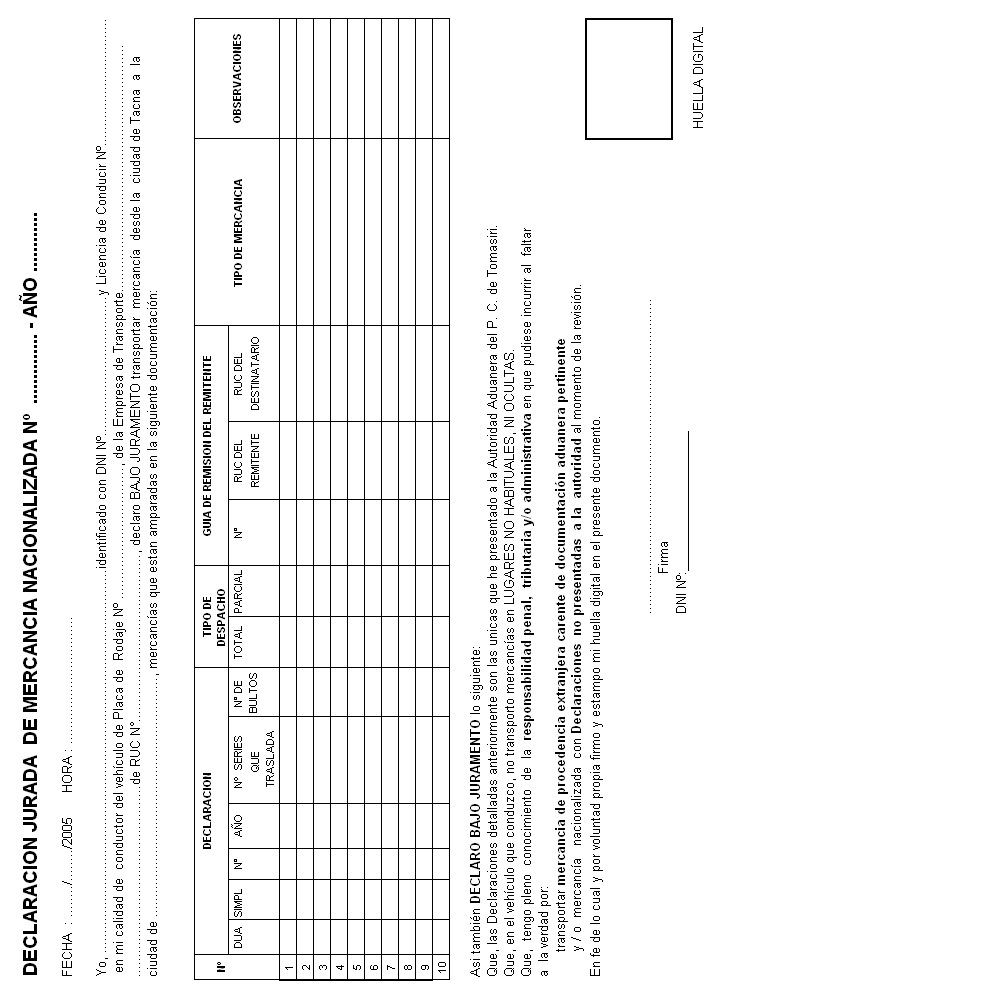 DECLARACION JURADA DE MERCANCIA NACIONALIZADA Nº ............... - AÑO ............
FECHA : ......../........./2005 HORA : ..........................................
Yo, ..........................................................................................identificado con DNI Nº..........................................y Licencia de Conducir Nº......................................
en mi calidad de conductor del vehículo de Placa de Rodaje Nº ........................................, de la Empresa de Transporte...........................................................................
..............................................................de RUC Nº..............................................., declaro BAJO JURAMENTO transportar mercancía desde la ciudad de Tacna a la
ciudad de ..........................................................................., mercancías que estan amparadas en la siguiente documentación:
Nº DECLARACION TIPO DE DESPACHO GUIA DE REMISION DEL REMITENTE TIPO DE MERCANCIA OBSERVACIONES
DUA SIMPL Nº AÑO Nº SERIES QUE TRASLADA Nº DE BULTOS TOTAL PARCIAL Nº RUC DEL REMITENTE RUC DEL DESTINATARIO
1
2
3
4
5
6
7
8
9
10
Asi también DECLARO BAJO JURAMENTO lo siguiente:
Que, las Declaraciones detalladas anteriormente son las unicas que he presentado a la Autoridad Aduanera del P. C. de Tomasiri.
Que, en el vehículo que conduzco, no transporto mercancías en LUGARES NO HABITUALES, NI OCULTAS.
Que, tengo pleno conocimiento de la responsabilidad penal, tributaria y/o administrativa en que pudiese incurrir al faltar
a la verdad por:
transportar mercancia de procedencia extranjera carente de documentación aduanera pertinente
y / o mercancía nacionalizada con Declaraciones no presentadas a la autoridad al momento de la revisión.
En fe de lo cual y por voluntad propia firmo y estampo mi huella digital en el presente documento.
..........................................................................................
Firma
DNI Nº:____________________
HUELLA DIGITAL